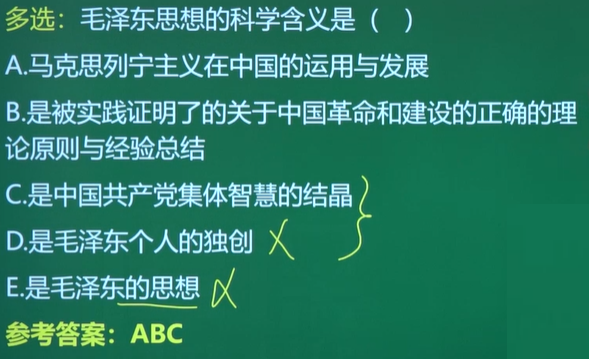 多选：毛泽东思想的科学含义是（ ）
A.马克思列宁主义在中国的运用与发展
B.是被实践证明了的关于中国革命和建设的正确的理
论原则与经验总结
C.是中国共产党集体智慧的结晶
D.是毛泽东个人的独创
E.是毛泽东的思想
参考答案：ABC